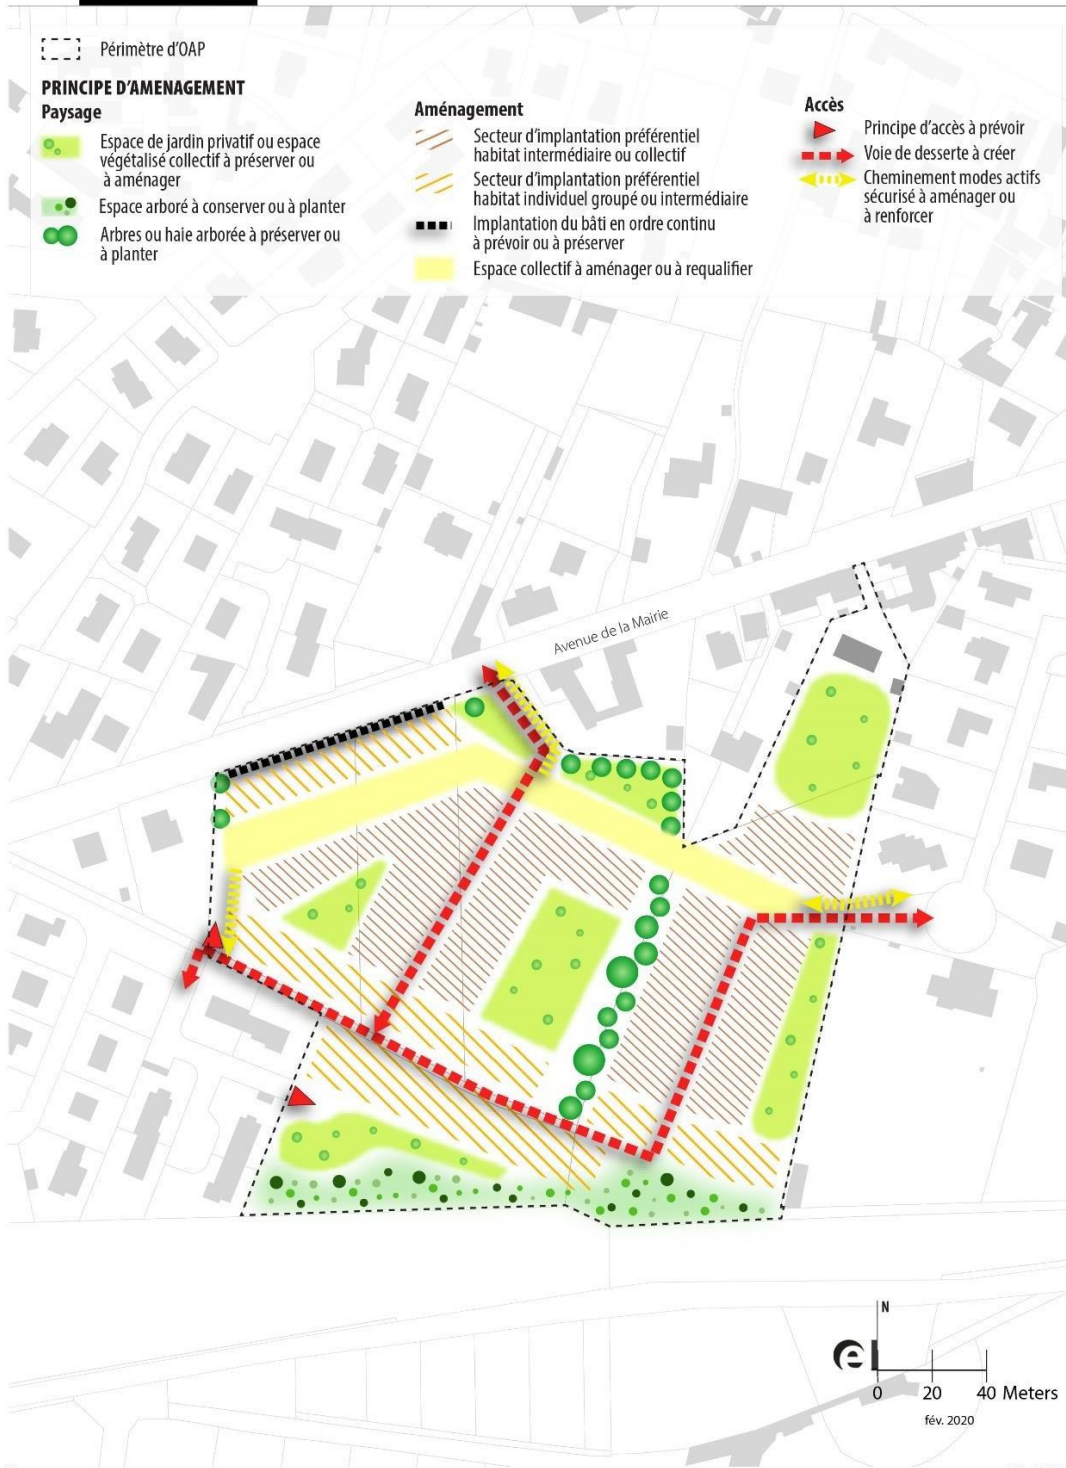 Périmètre d'OAP
PRINCIPE D'AMENAGEMENT
Paysage
Espace de jardin privatif ou espace
végétalisé collectif à préserver ou
à aménager
Espace arboré à conserver ou à planter
Arbres ou haie arborée à préserver ou
à planter
Aménagement
Secteur d'implantation préférentiel
habitat intermédiaire ou collectif
Secteur d'implantation préférentiel
habitat individuel groupé ou intermédiaire
Implantation du bâti en ordre continu
à prévoir ou à préserver
Espace collectif à aménager ou à requalifier
Accès
Principe d'accès à prévoir
Voie de desserte à créer
Cheminement modes actifs
sécurisé à aménager ou
à renforcer
Avenue de la Mairie
N
0 20 40 Meters
fév. 2020